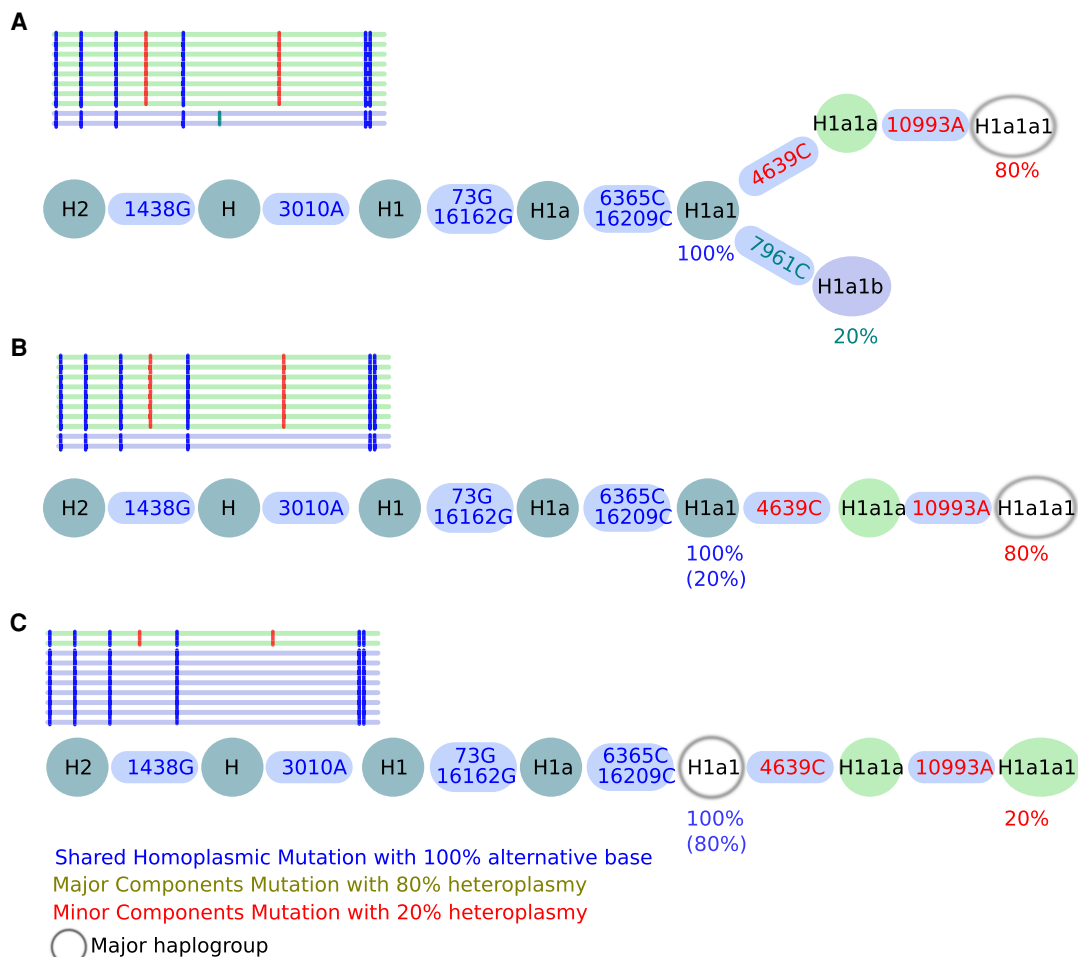 A
H2 1438G H 3010A H1 73G 16162G H1a 6365C 16209C H1a1
100%
4639C
H1a1a 10993A H1a1a1
80%
7961C
H1a1b
20%
B
H2 1438G H 3010A H1 73G 16162G H1a 6365C 16209C H1a1 4639C H1a1a 10993A H1a1a1
100%
(20%)
80%
C
H2 1438G H 3010A H1 73G 16162G H1a 6365C 16209C H1a1 4639C H1a1a 10993A H1a1a1
100%
(80%)
20%
Shared Homoplasmic Mutation with 100% alternative base
Major Components Mutation with 80% heteroplasmy
Minor Components Mutation with 20% heteroplasmy
Major haplogroup